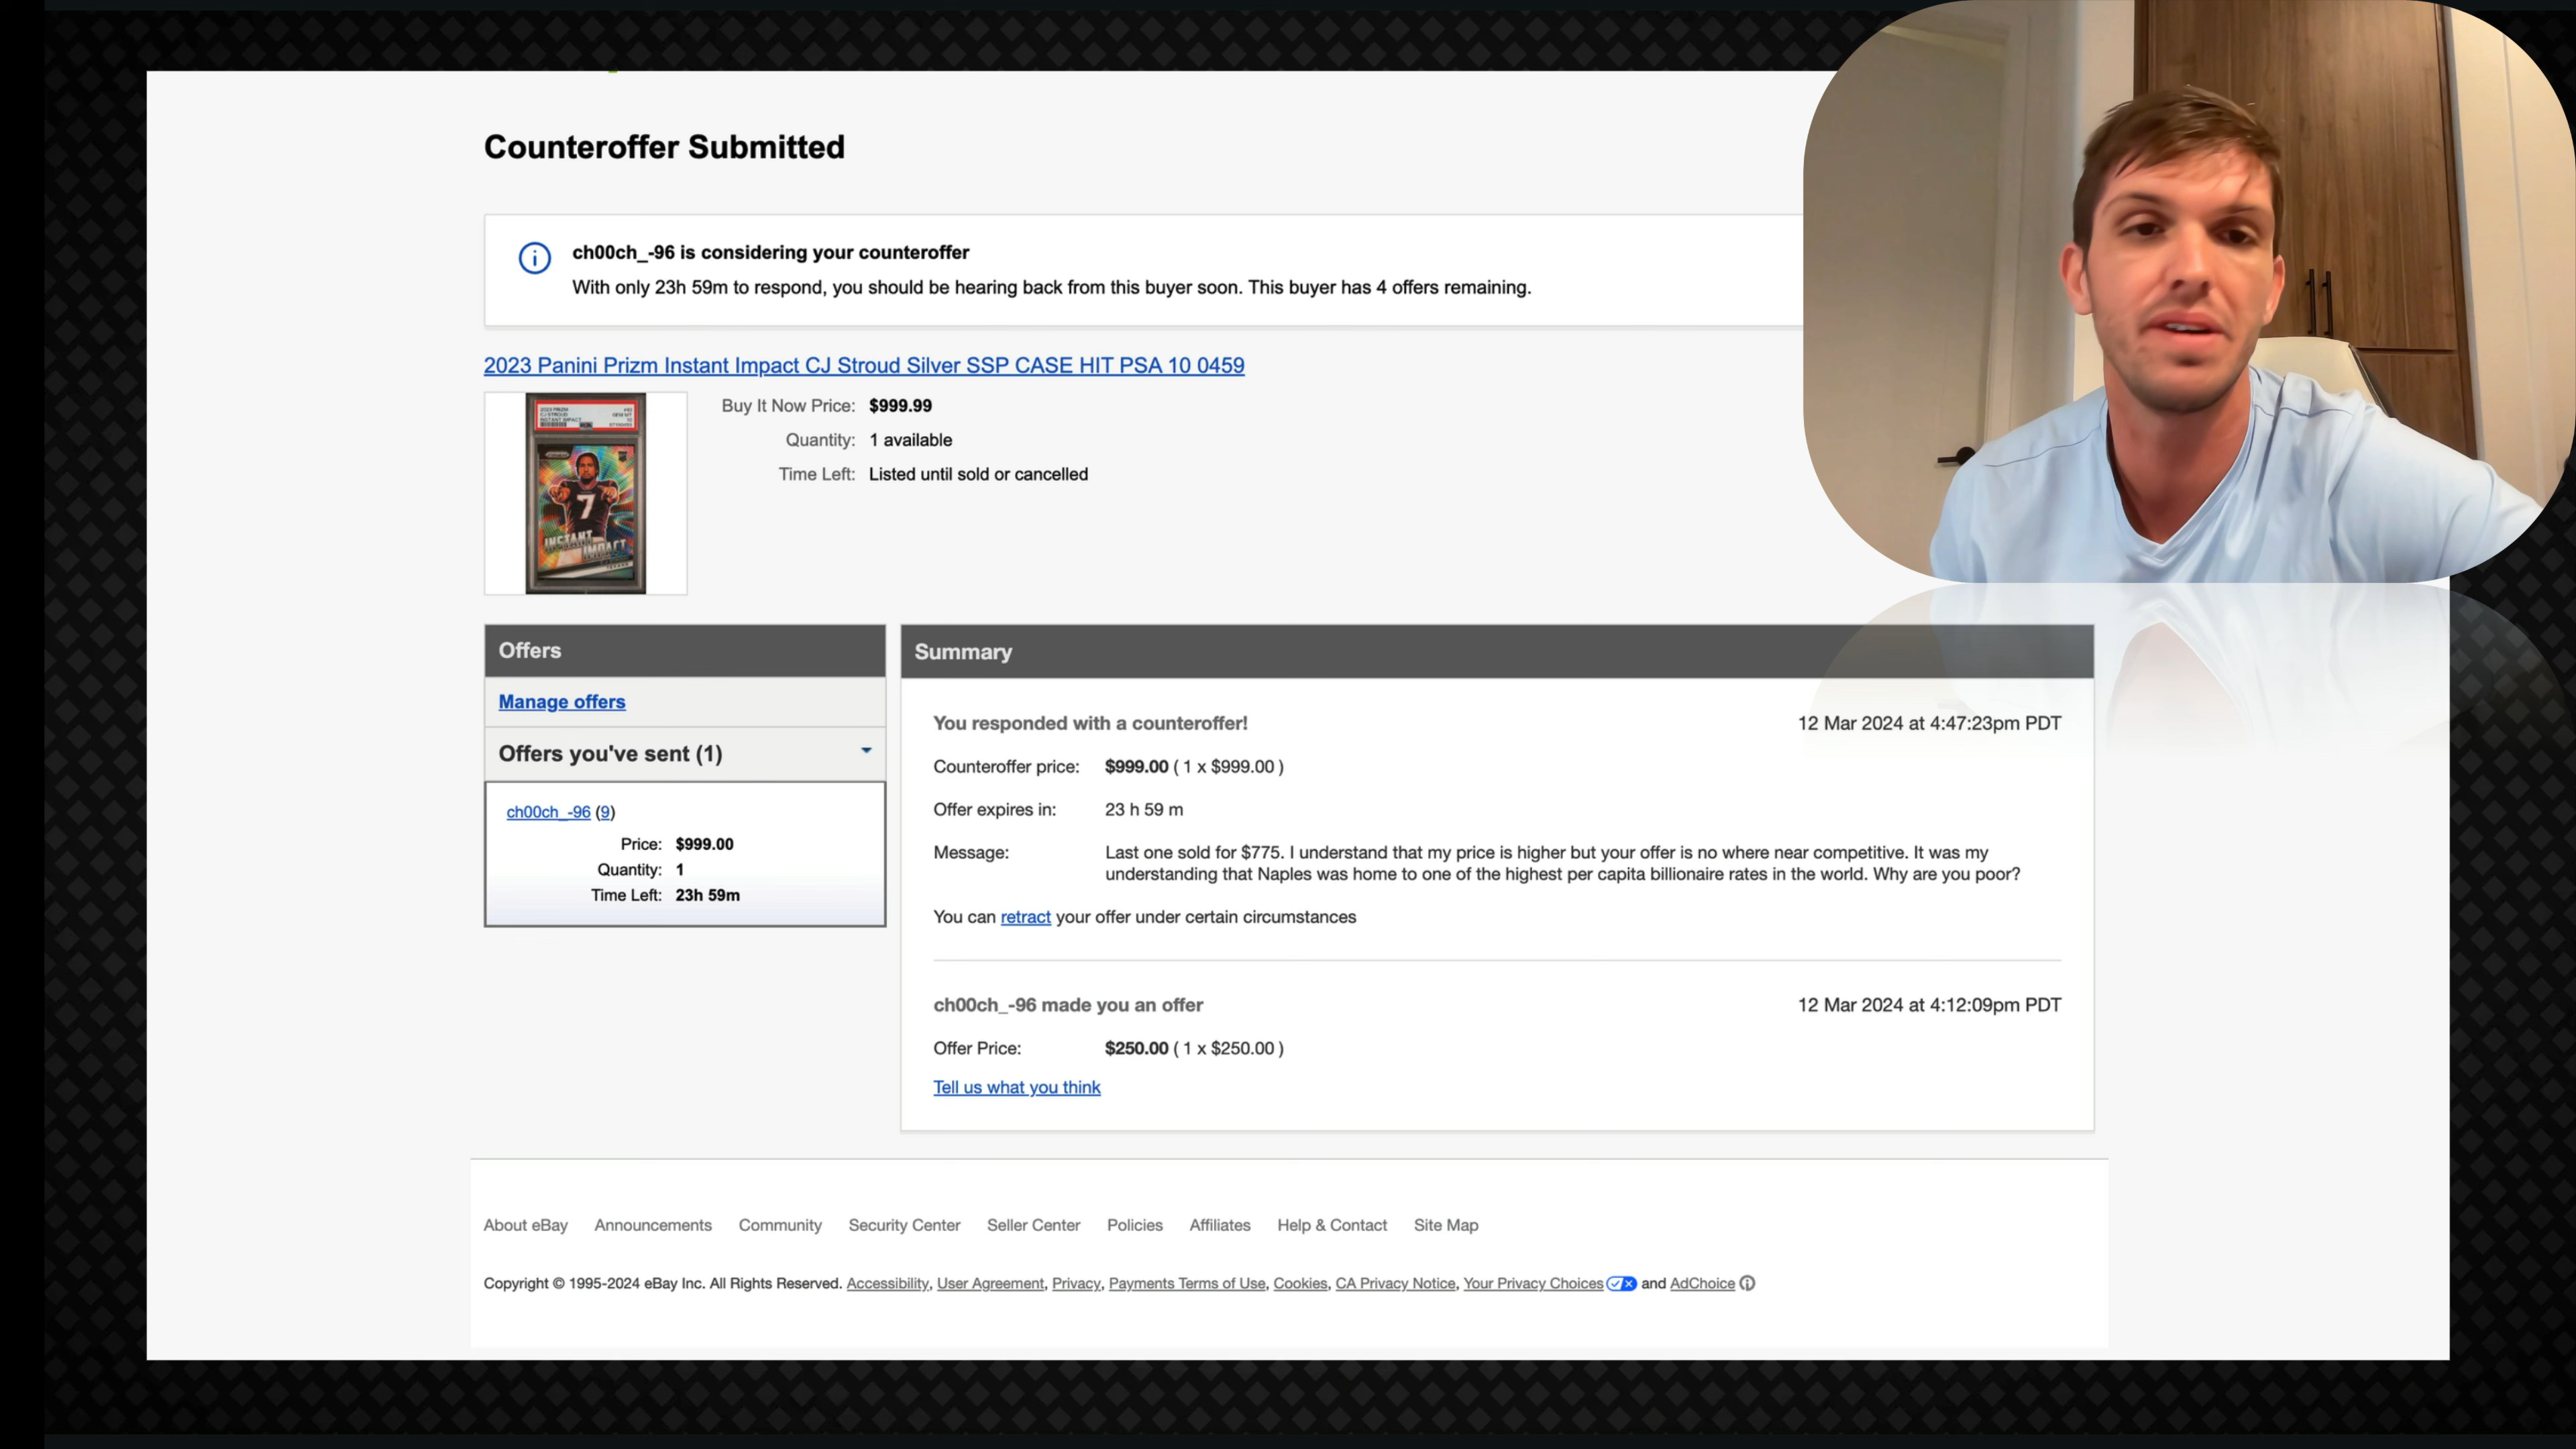 Counteroffer Submitted
ch00ch_-96 is considering your counteroffer
With only 23h 59m to respond, you should be hearing back from this buyer soon. This buyer has 4 offers remaining.
2023 Panini Prizm Instant Impact CJ Stroud Silver SSP CASE HIT PSA 10 0459
2023 PRIZM
CJ STROUD
INSTANT IMPACT
GEM MT
10
7
INSTANT
IMPACT
TEXANS
Buy It Now Price: $999.99
Quantity: 1 available
Time Left: Listed until sold or cancelled
Offers
Manage offers
Offers you've sent (1)
ch00ch_-96 (9)
Price: $999.00
Quantity: 1
Time Left: 23h 59m
Summary
You responded with a counteroffer! 12 Mar 2024 at 4:47:23pm PDT
Counteroffer price: $999.00 ( 1 x $999.00 )
Offer expires in: 23 h 59 m
Message: Last one sold for $775. I understand that my price is higher but your offer is no where near competitive. It was my
understanding that Naples was home to one of the highest per capita billionaire rates in the world. Why are you poor?
You can retract your offer under certain circumstances
ch00ch_-96 made you an offer 12 Mar 2024 at 4:12:09pm PDT
Offer Price: $250.00 ( 1 x $250.00 )
Tell us what you think
About eBay Announcements Community Security Center Seller Center Policies Affiliates Help & Contact Site Map
Copyright © 1995-2024 eBay Inc. All Rights Reserved. Accessibility, User Agreement, Privacy, Payments Terms of Use, Cookies, CA Privacy Notice, Your Privacy Choices and AdChoice